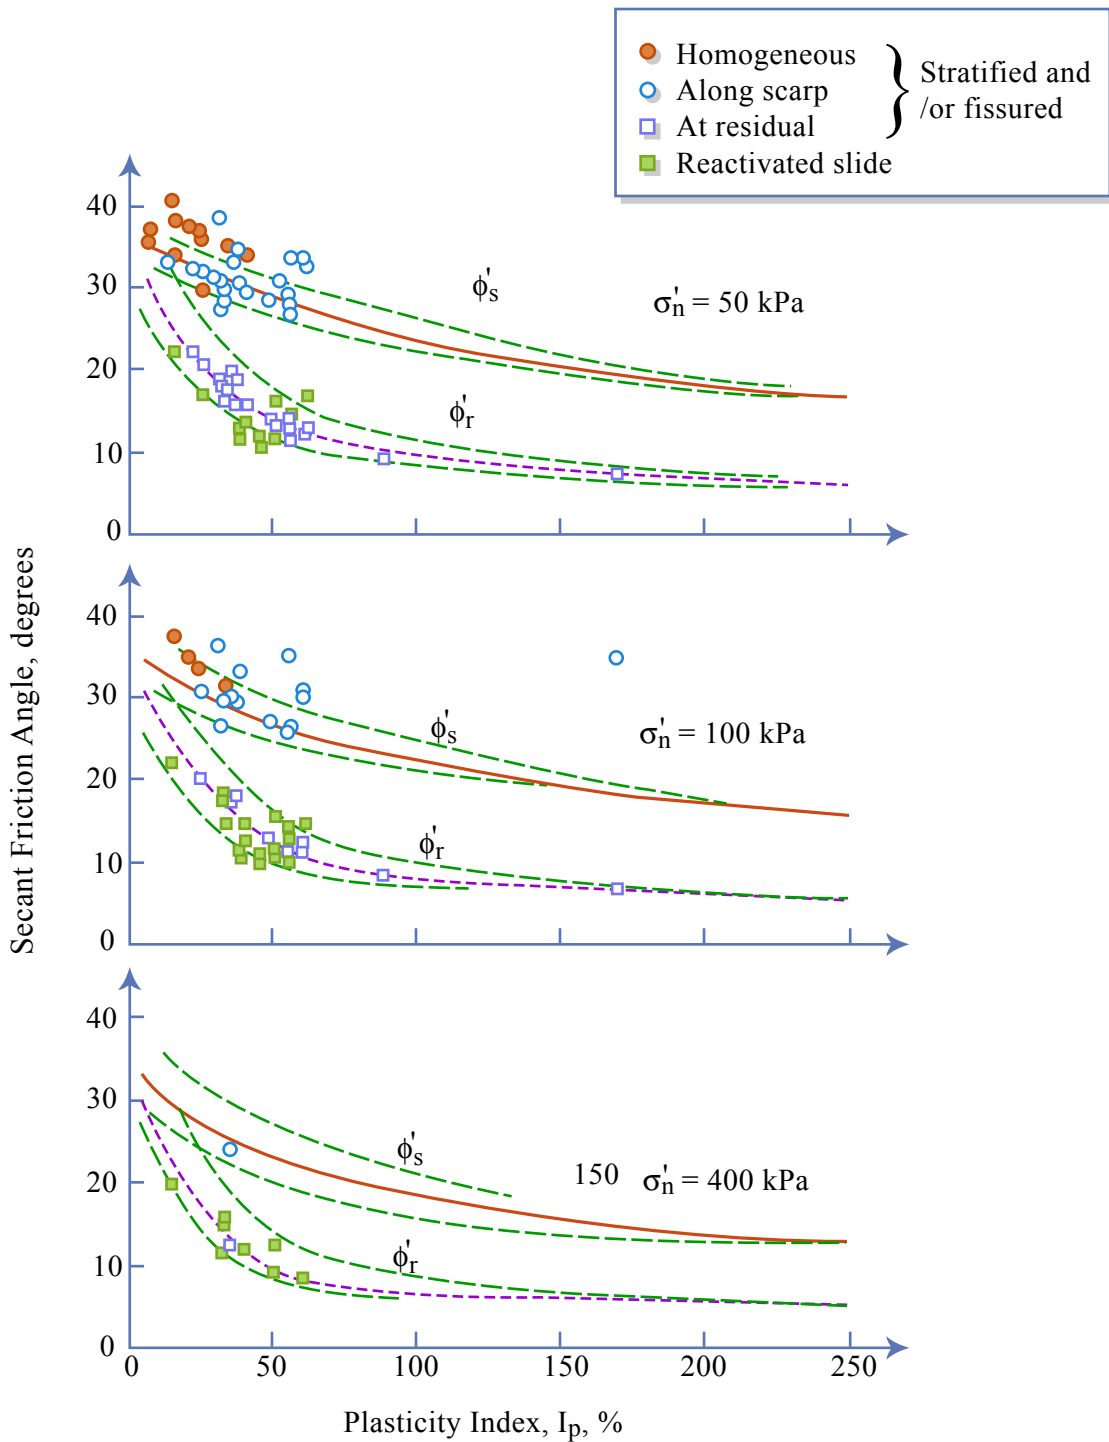 Homogeneous
Along scarp
At residual
Reactivated slide
} Stratified and
/or fissured
40
30
20
10
0
ϕ's
ϕ'r
σ'n = 50 kPa
Secant Friction Angle, degrees
40
30
20
10
0
ϕ's
ϕ'r
σ'n = 100 kPa
40
30
20
10
0
ϕ's
ϕ'r
150 σ'n = 400 kPa
0 50 100 150 200 250
Plasticity Index, Ip, %